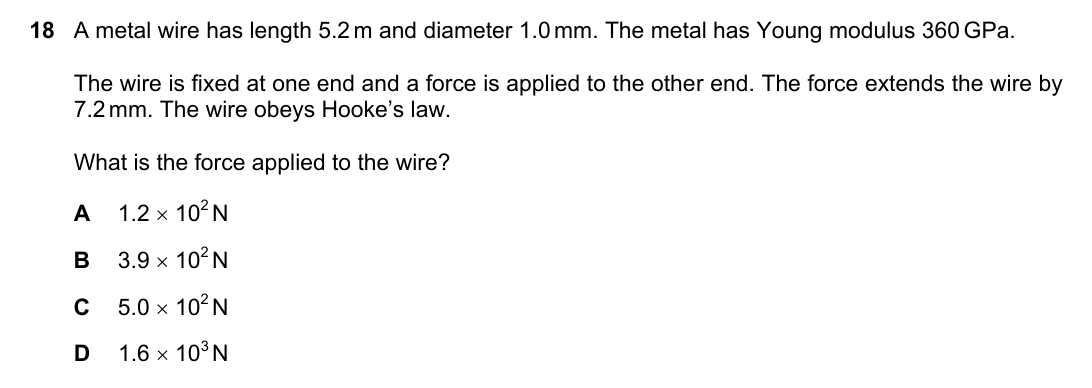 18 A metal wire has length 5.2 m and diameter 1.0 mm. The metal has Young modulus 360 GPa.
The wire is fixed at one end and a force is applied to the other end. The force extends the wire by
7.2 mm. The wire obeys Hooke’s law.
What is the force applied to the wire?
A 1.2 × 10² N
B 3.9 × 10² N
C 5.0 × 10² N
D 1.6 × 10³ N